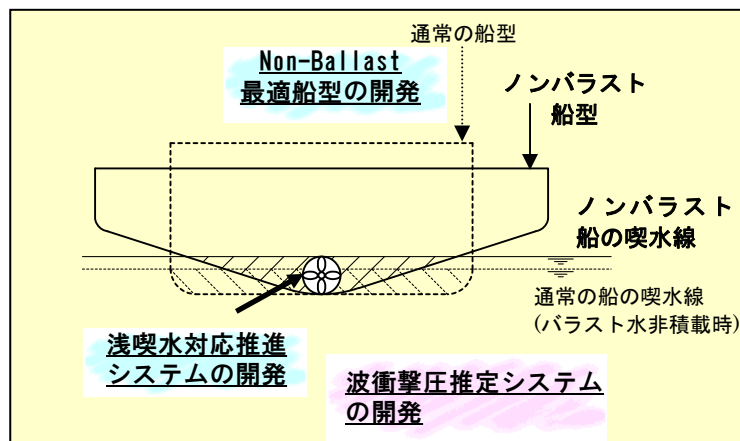 通常の船型
Non-Ballast
最適船型の開発
ノンバラスト
船型
ノンバラスト
船の喫水線
通常の船の喫水線
(バラスト水非積載時)
浅喫水対応推進
システムの開発
波衝撃圧推定システム
の開発